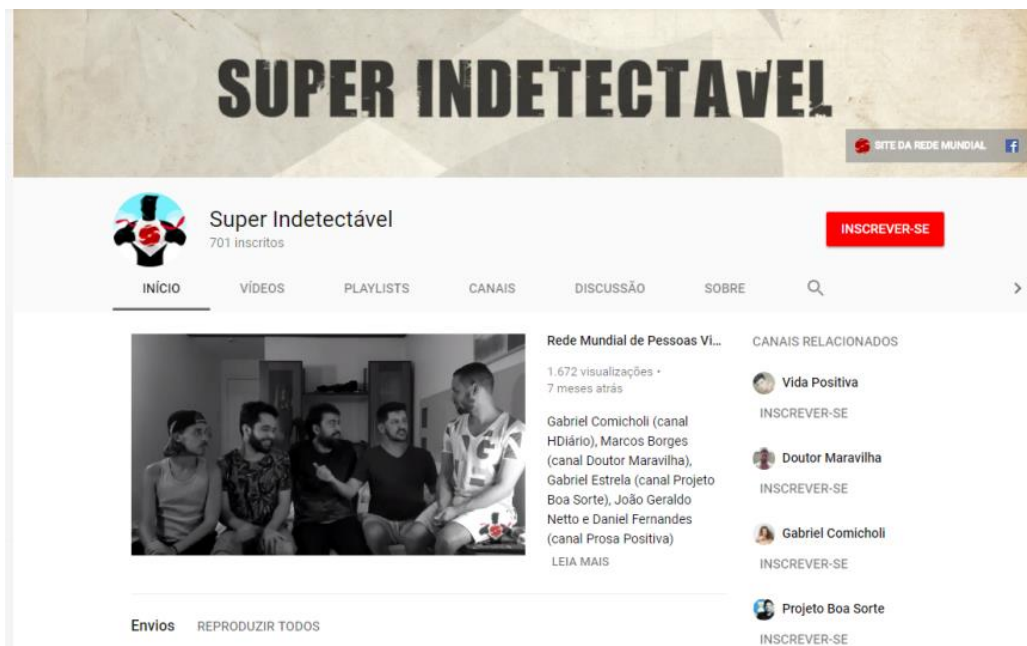 SUPER INDETECTAVEL
SITE DA REDE MUNDIAL
Super Indetectável
701 inscritos
INSCREVER-SE
INÍCIO VÍDEOS PLAYLISTS CANAIS DISCUSSÃO SOBRE
Rede Mundial de Pessoas Vi...
1.672 visualizações •
7 meses atrás
Gabriel Comicholi (canal
HDiário), Marcos Borges
(canal Doutor Maravilha),
Gabriel Estrela (canal Projeto
Boa Sorte), João Geraldo
Netto e Daniel Fernandes
(canal Prosa Positiva)
LEIA MAIS
CANAIS RELACIONADOS
Vida Positiva
INSCREVER-SE
Doutor Maravilha
INSCREVER-SE
Gabriel Comicholi
INSCREVER-SE
Projeto Boa Sorte
INSCREVER-SE
Envios REPRODUZIR TODOS